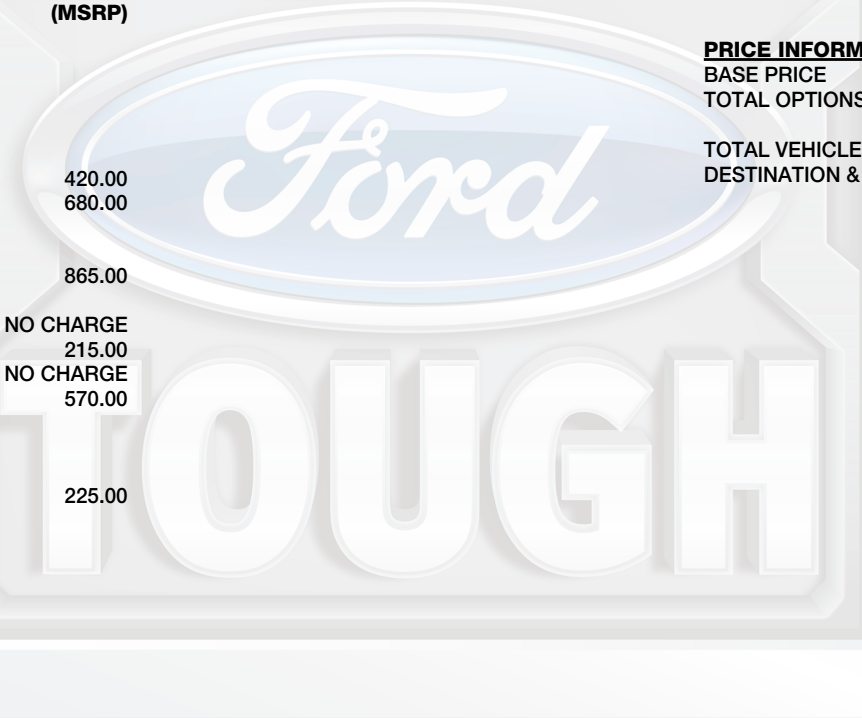 (MSRP)
420.00
680.00
865.00
NO CHARGE
215.00
NO CHARGE
570.00
225.00
PRICE INFORM
BASE PRICE
TOTAL OPTIONS
TOTAL VEHICLE
DESTINATION &
Ford
TOUGH